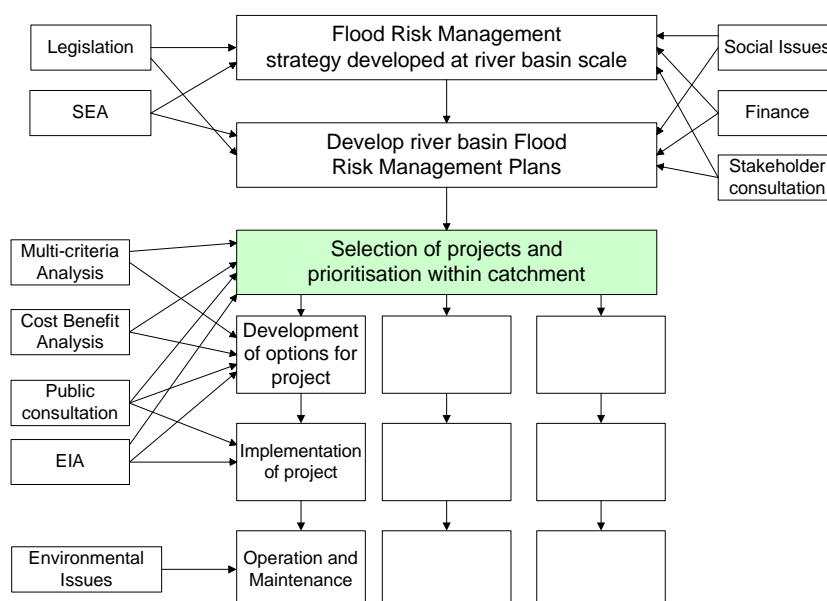 Legislation
Flood Risk Management
strategy developed at river basin scale
Social Issues
SEA
Finance
Develop river basin Flood
Risk Management Plans
Stakeholder
consultation
Multi-criteria
Analysis
Selection of projects and
prioritisation within catchment
Cost Benefit
Analysis
Development
of options for
project
Public
consultation
EIA
Implementation
of project
Environmental
Issues
Operation and
Maintenance